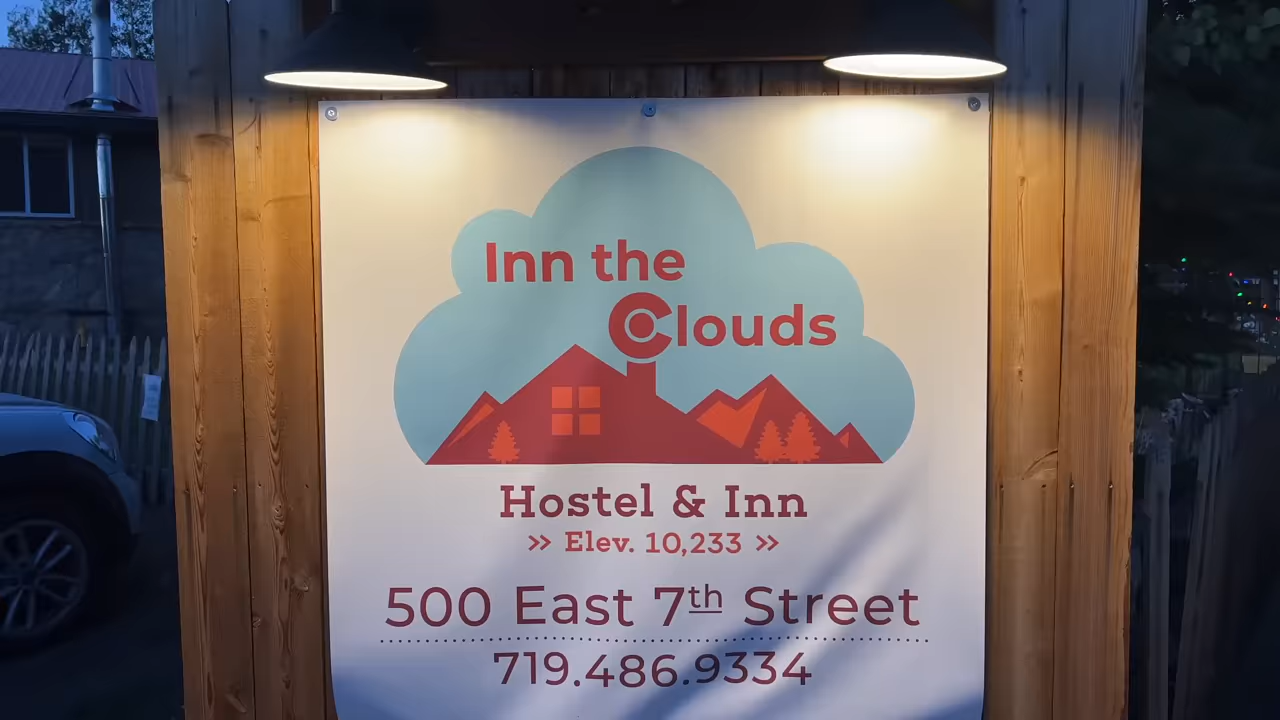 Inn the
Clouds
Hostel & Inn
>> Elev. 10,233 >>
500 East 7th Street
719.486.9334